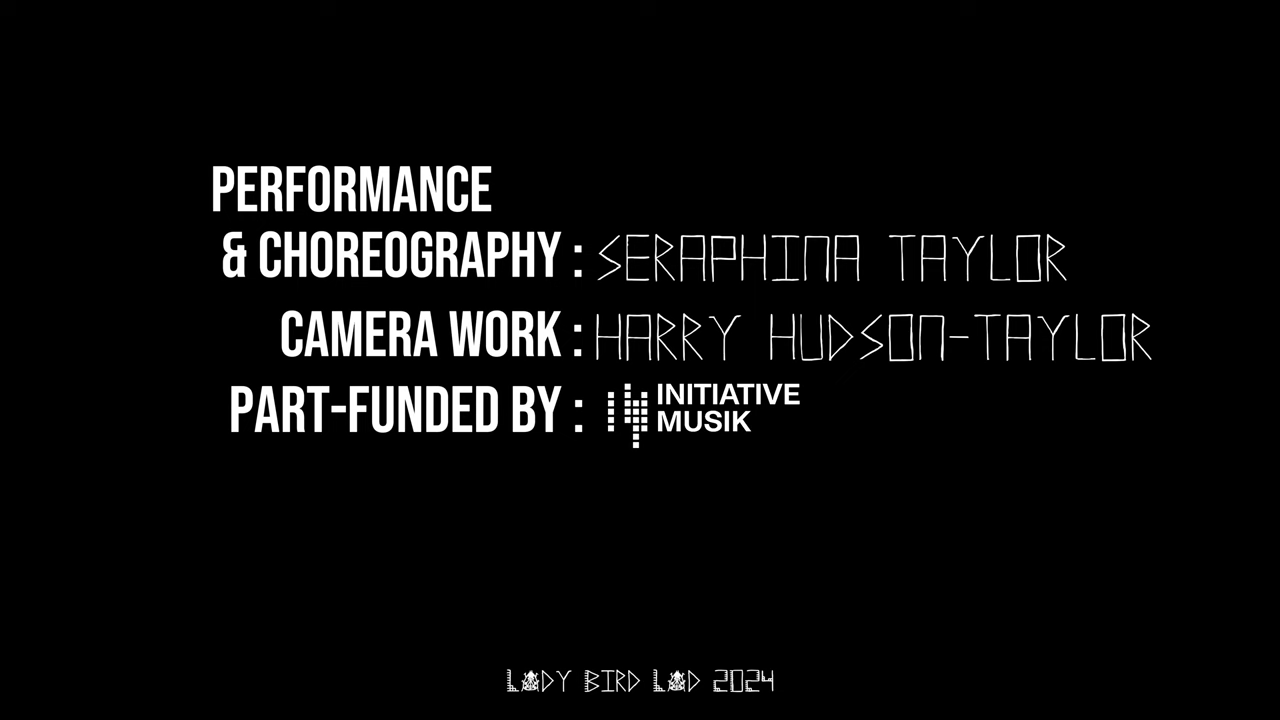 PERFORMANCE
& CHOREOGRAPHY : SERAPHINA TAYLOR
CAMERA WORK : HARRY HUDSON-TAYLOR
PART-FUNDED BY : INITIATIVE
MUSIK
LADY BIRD LAD 2024